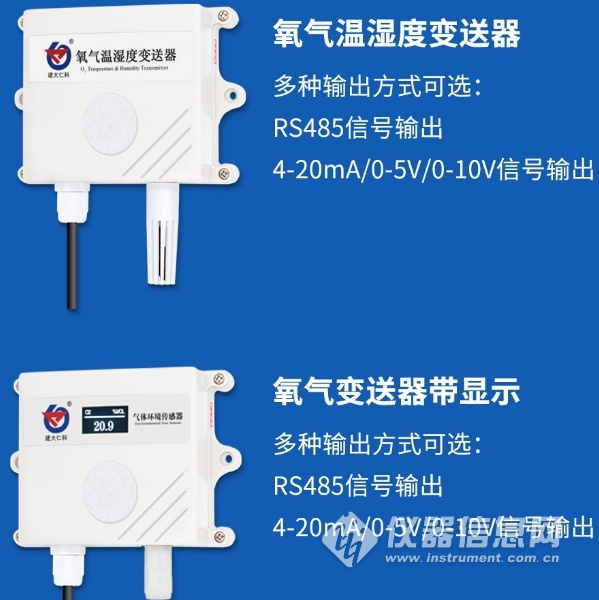 氧气温湿度变送器
O₂ Temperature & Humidity Transmitter
建大仁科
氧气温湿度变送器
多种输出方式可选：
RS485信号输出
4-20mA/0-5V/0-10V信号输出
O2 %VOL
20.9
气体环境传感器
Environmental Gas Sensor
建大仁科
氧气变送器带显示
多种输出方式可选：
RS485信号输出
4-20mA/0-5V/0-10V信号输出
仪器信息网
www.instrument.com.cn